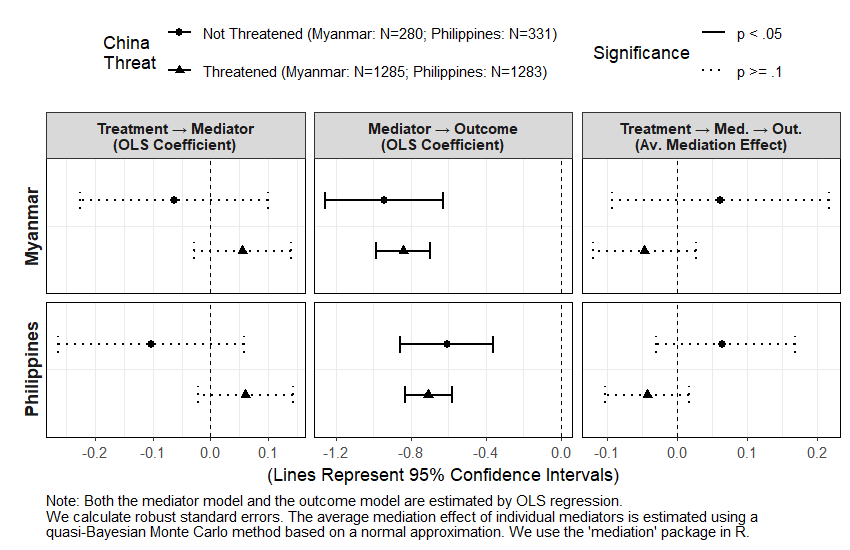 China
Threat
Not Threatened (Myanmar: N=280; Philippines: N=331)
Threatened (Myanmar: N=1285; Philippines: N=1283)
Significance
p < .05
p >= .1
Treatment → Mediator
(OLS Coefficient)
Mediator → Outcome
(OLS Coefficient)
Treatment → Med. → Out.
(Av. Mediation Effect)
Myanmar
Philippines
-0.2 -0.1 0.0 0.1
-1.2 -0.8 -0.4 0.0
-0.1 0.0 0.1 0.2
(Lines Represent 95% Confidence Intervals)
Note: Both the mediator model and the outcome model are estimated by OLS regression.
We calculate robust standard errors. The average mediation effect of individual mediators is estimated using a
quasi-Bayesian Monte Carlo method based on a normal approximation. We use the 'mediation' package in R.